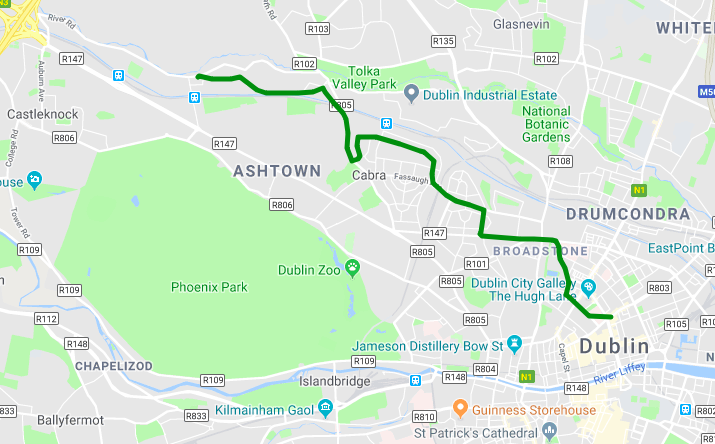 N3
River Rd
R103
Glasnevin
R135
R147
R102
R102
Tolka
Valley Park
Auburn Ave
R805
Dublin Industrial Estate
M50
Castleknock
National
Botanic
Gardens
R806
R147
College Rd
R108
ASHTOWN
Cabra
Fassaugh
N1
R806
DRUMCONDRA
Tower Rd
R147
R109
R805
BROADSTONE
EastPoint B
R101
Dublin Zoo
R805
Dublin City Gallery
The Hugh Lane
R803
R109
Phoenix Park
R805
R112
R105
R148
Jameson Distillery Bow St
Capel St
Dublin
CHAPELIZOD
R109
R804
R109
Islandbridge
R148
N1
R148
River Liffey
R833
Kilmainham Gaol
R833
R810
Guinness Storehouse
Ballyfermot
St Patrick's Cathedral